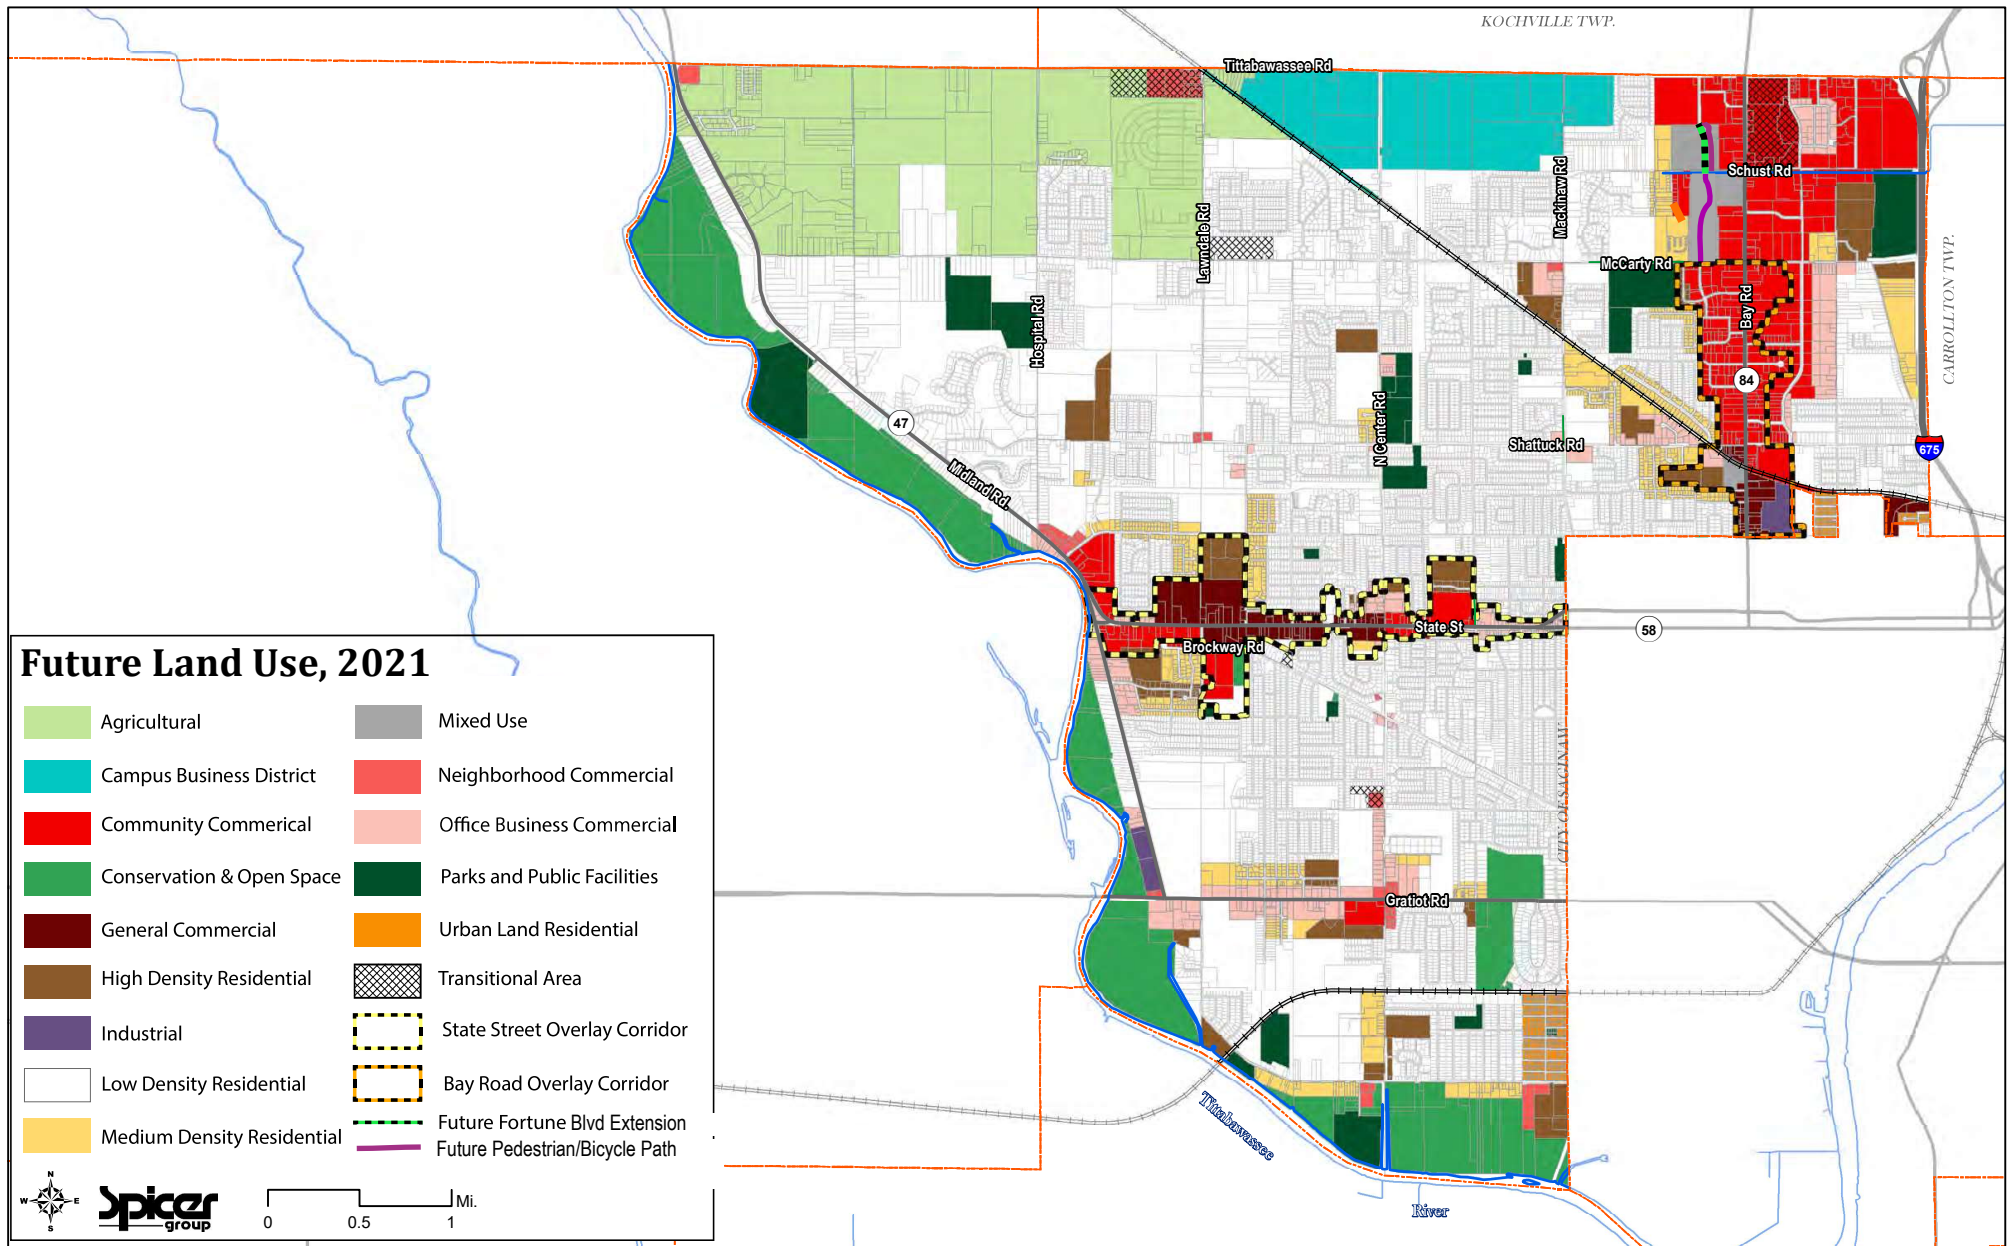 KOCHVILLE TWP.
Tittabawassee Rd
Schust Rd
Mackinaw Rd
Lawndale Rd
McCarty Rd
CARROLLTON TWP.
Bay Rd
Hospital Rd
84
N Center Rd
47
Shattuck Rd
675
Midland Rd.
State St
58
Brockway Rd
CITY OF SAGINAW
Gratiot Rd
Tittabawassee
River
Future Land Use, 2021
Agricultural
Campus Business District
Community Commerical
Conservation & Open Space
General Commercial
High Density Residential
Industrial
Low Density Residential
Medium Density Residential
Mixed Use
Neighborhood Commercial
Office Business Commercial
Parks and Public Facilities
Urban Land Residential
Transitional Area
State Street Overlay Corridor
Bay Road Overlay Corridor
Future Fortune Blvd Extension
Future Pedestrian/Bicycle Path
N
W E
S
Spicer
group
Mi.
0 0.5 1